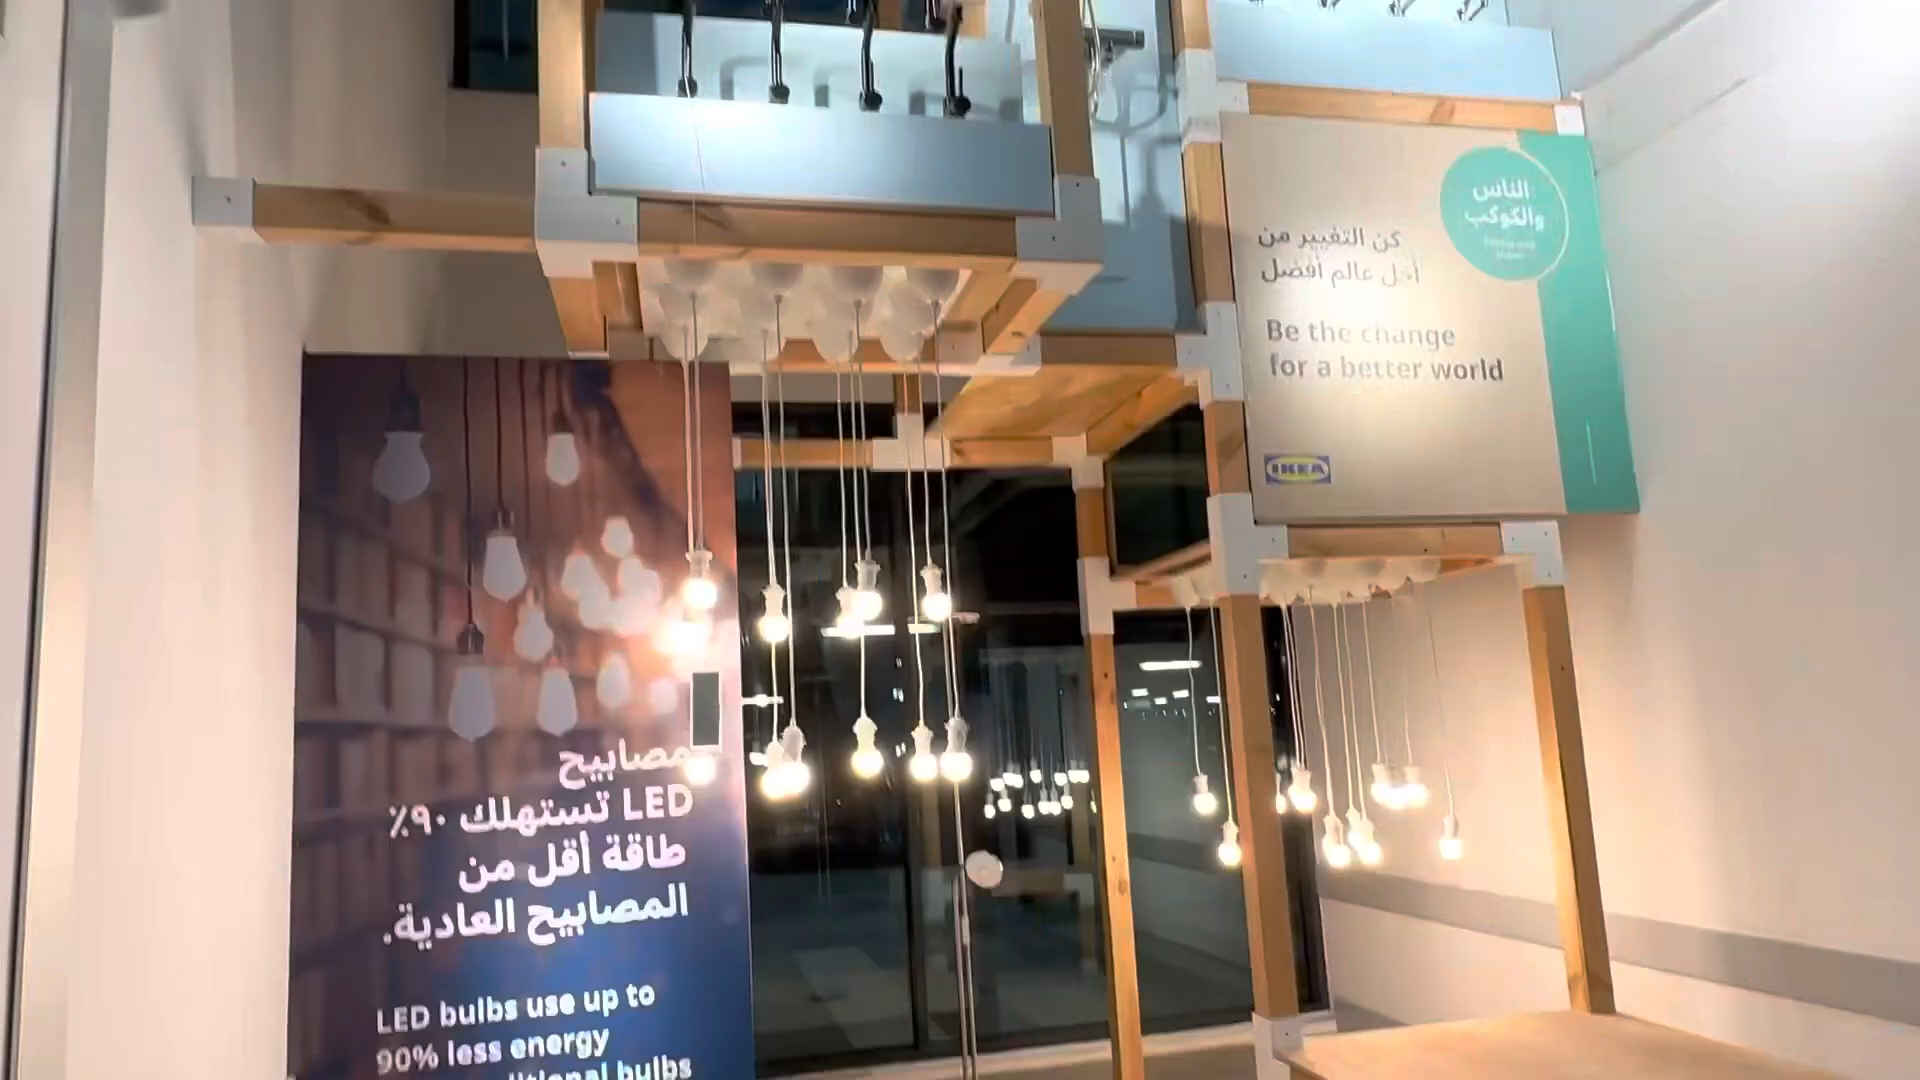 الناس
والكوكب
كن التغيير من
أجل عالم أفضل
Be the change
for a better world
IKEA
مصابيح
LED تستهلك ٩٠٪
طاقة أقل من
المصابيح العادية.
LED bulbs use up to
90% less energy
bulbs